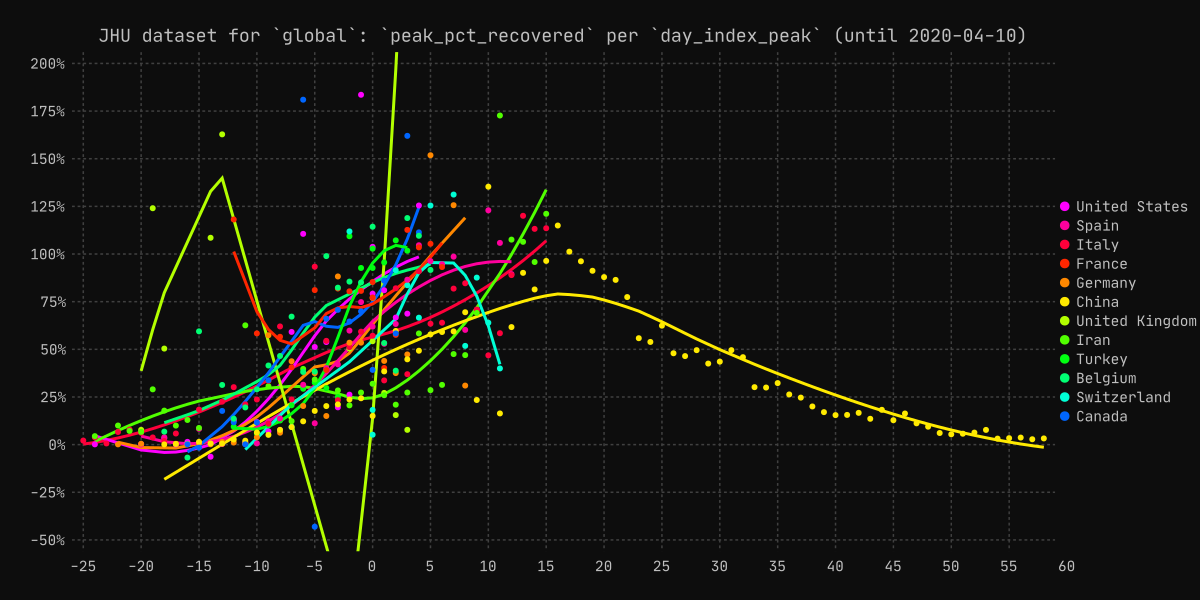 JHU dataset for `global`: `peak_pct_recovered` per `day_index_peak` (until 2020-04-10)
200%
175%
150%
125%
100%
75%
50%
25%
0%
-25%
-50%
-25 -20 -15 -10 -5 0 5 10 15 20 25 30 35 40 45 50 55 60
United States
Spain
Italy
France
Germany
China
United Kingdom
Iran
Turkey
Belgium
Switzerland
Canada